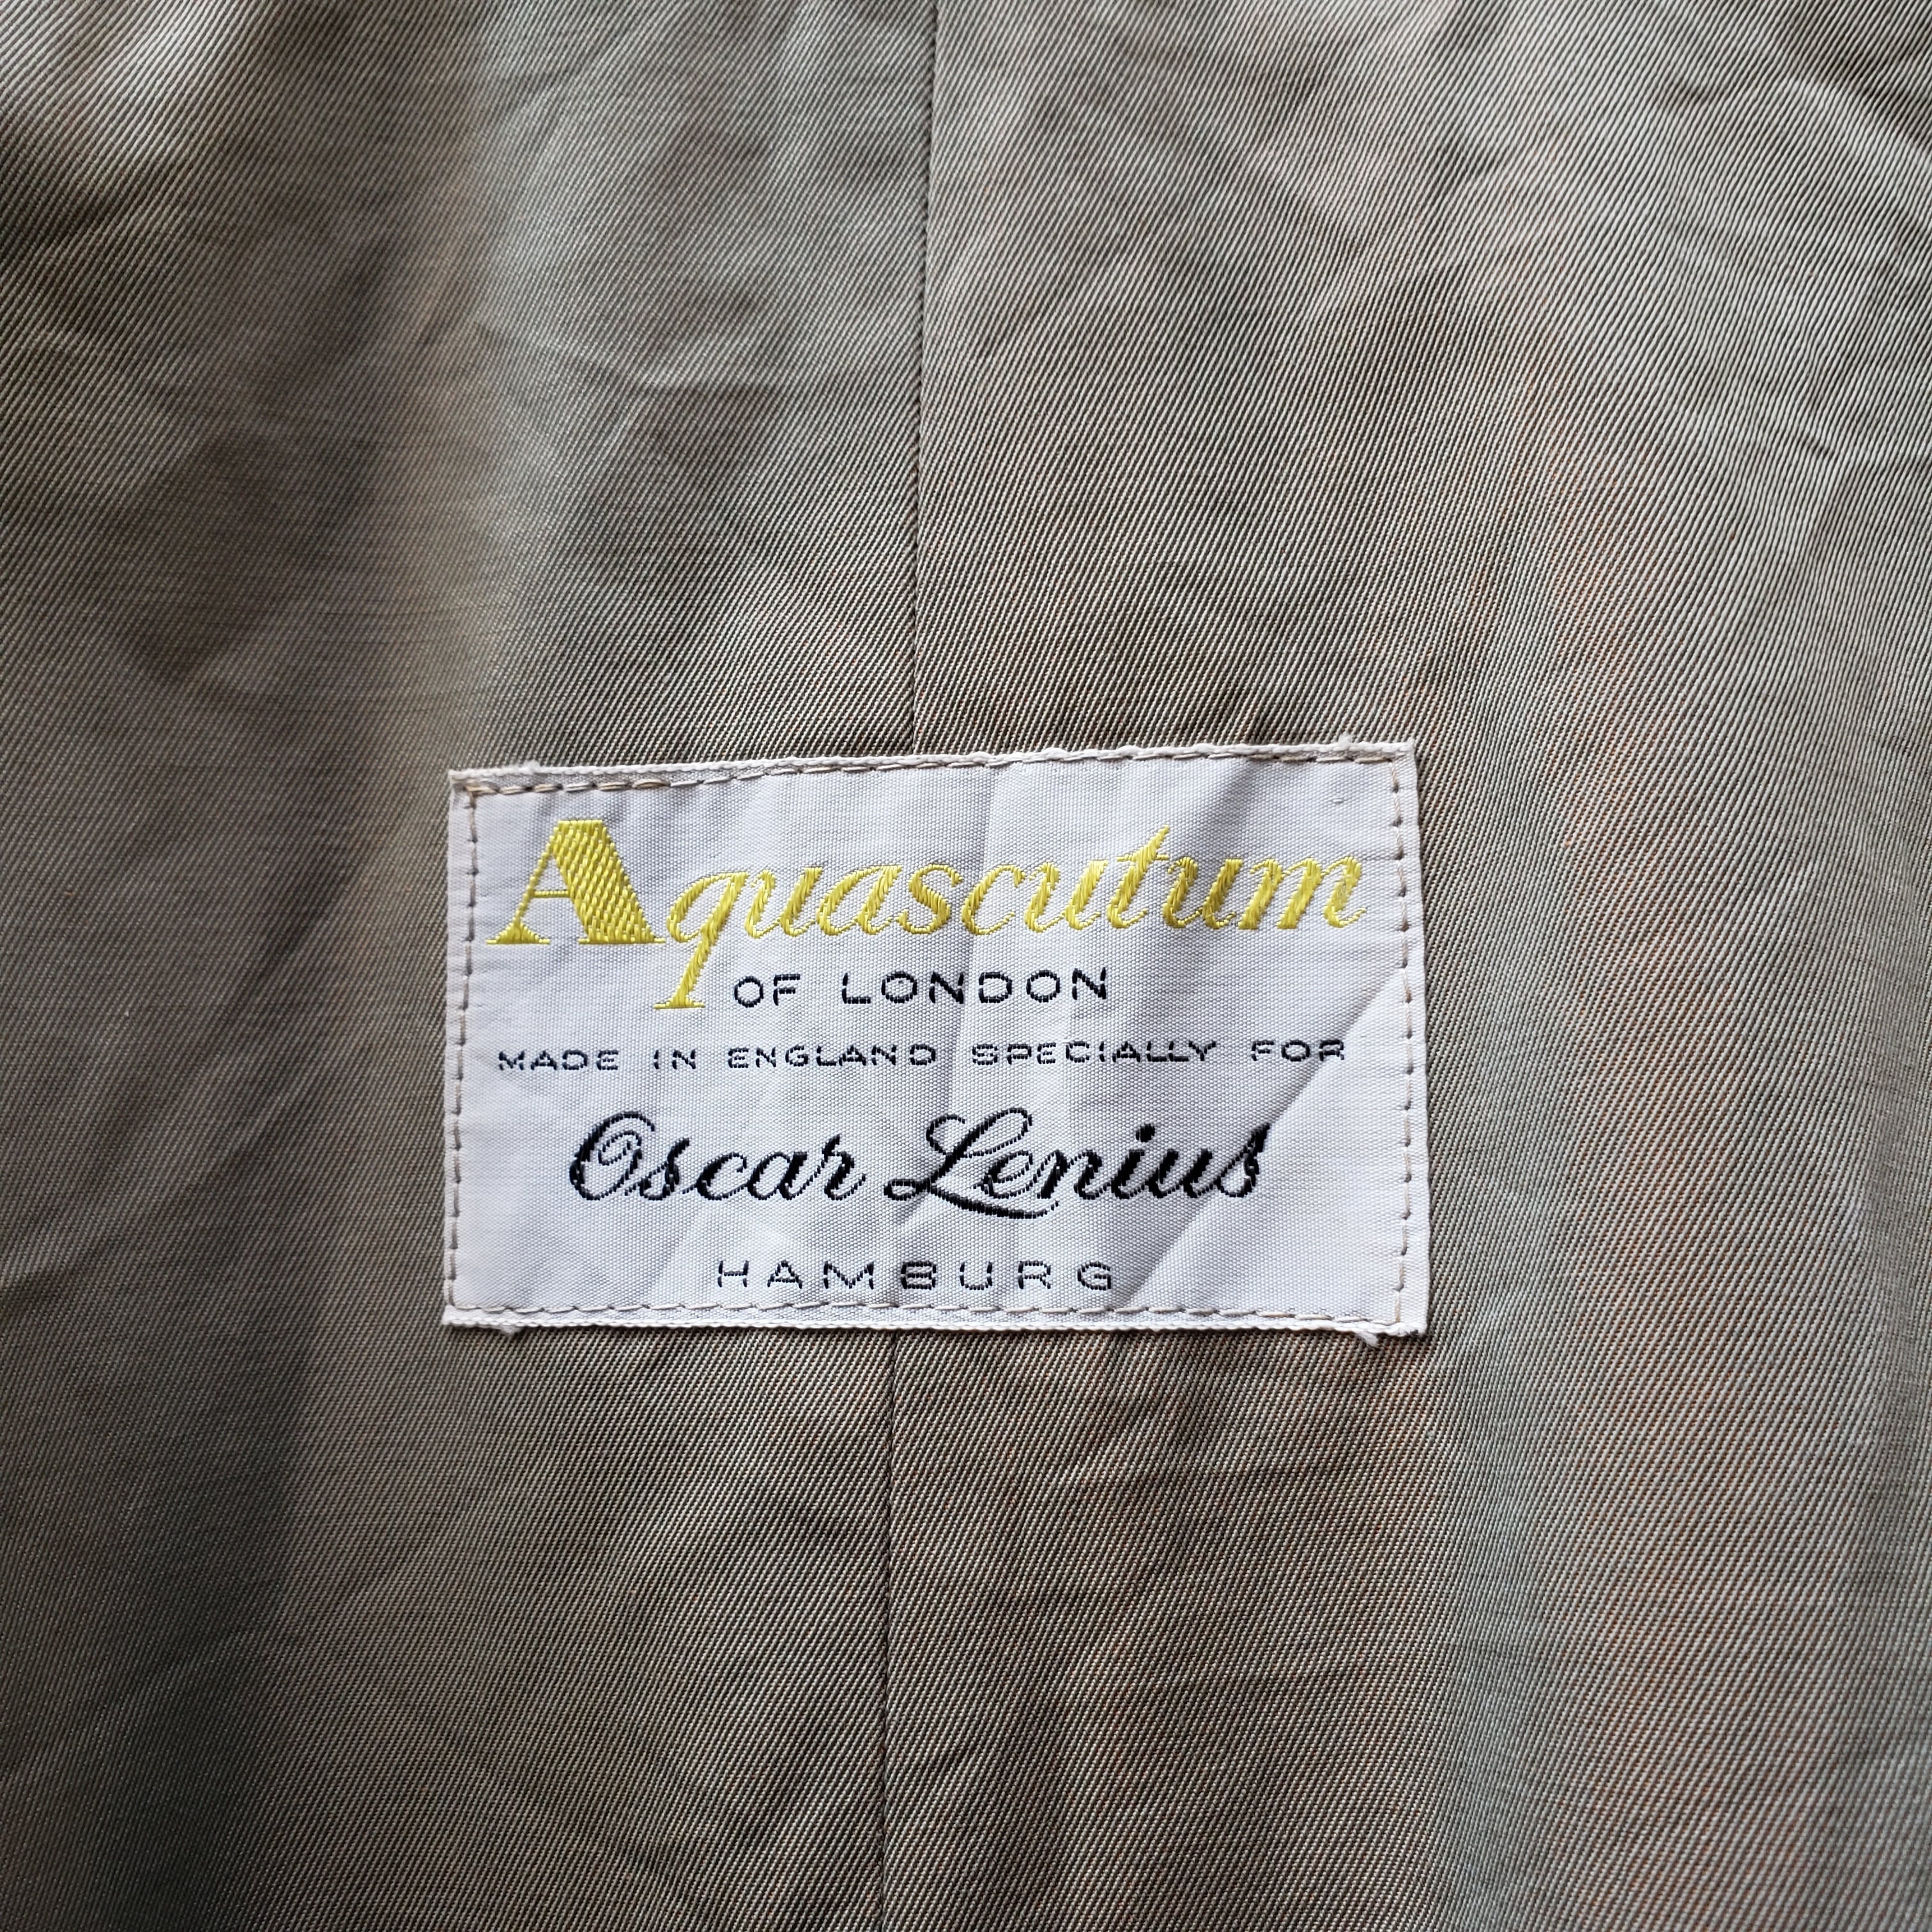 Aquascutum
OF LONDON
MADE IN ENGLAND SPECIALLY FOR
Oscar Lenius
HAMBURG